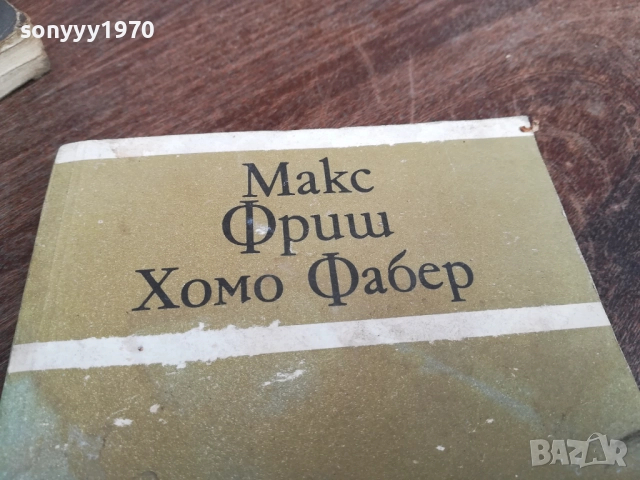 sonyyy1970
Макс
Фриш
Хомо Фабер
BAZAR